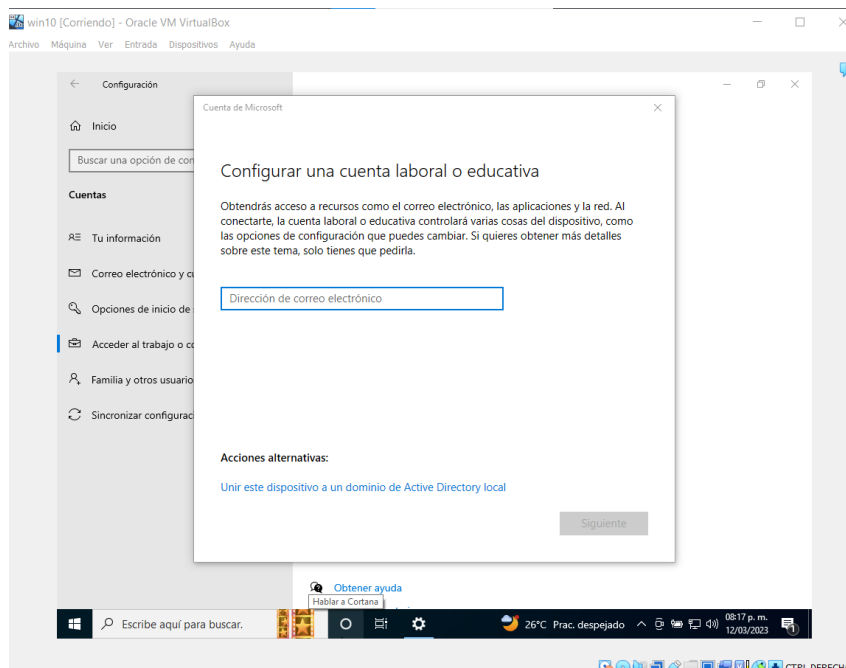 win10 [Corriendo] - Oracle VM VirtualBox
Archivo Máquina Ver Entrada Dispositivos Ayuda
Configuración
Cuenta de Microsoft
Inicio
Buscar una opción de con
Configurar una cuenta laboral o educativa
Cuentas
Obtendrás acceso a recursos como el correo electrónico, las aplicaciones y la red. Al
conectarte, la cuenta laboral o educativa controlará varias cosas del dispositivo, como
las opciones de configuración que puedes cambiar. Si quieres obtener más detalles
sobre este tema, solo tienes que pedirla.
Tu información
Correo electrónico y cu
Dirección de correo electrónico
Opciones de inicio de
Acceder al trabajo o co
Familia y otros usuario
Sincronizar configurac
Acciones alternativas:
Unir este dispositivo a un dominio de Active Directory local
Siguiente
Obtener ayuda
Hablar a Cortana
Escribe aquí para buscar.
26°C Prac. despejado
08:17 p. m.
12/03/2023
1
CTRL DERECH